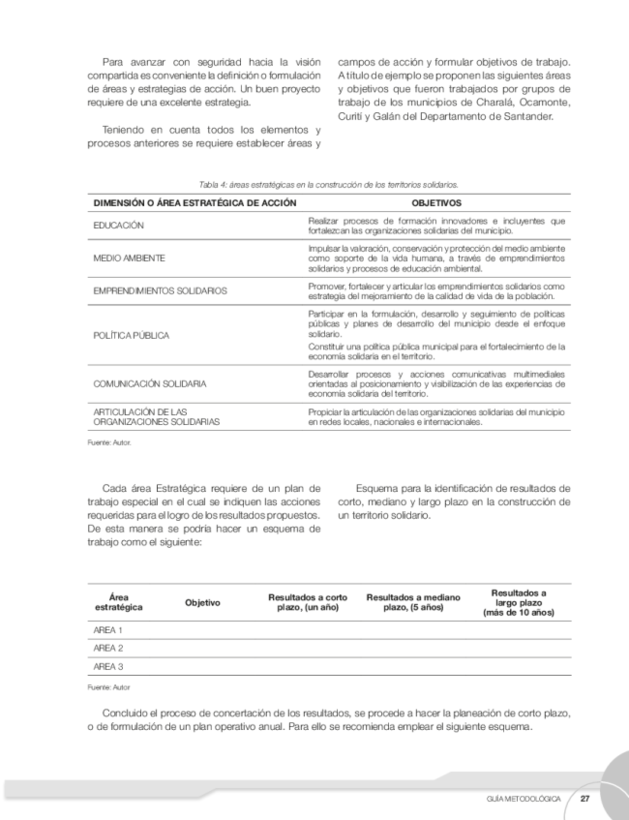 Para avanzar con seguridad hacia la visión
compartida es conveniente la definición o formulación
de áreas y estrategias de acción. Un buen proyecto
requiere de una excelente estrategia.
Teniendo en cuenta todos los elementos y
procesos anteriores se requiere establecer áreas y
campos de acción y formular objetivos de trabajo.
A título de ejemplo se proponen las siguientes áreas
y objetivos que fueron trabajados por grupos de
trabajo de los municipios de Charalá, Ocamonte,
Curití y Galán del Departamento de Santander.
Tabla 4: áreas estratégicas en la construcción de los territorios solidarios.
DIMENSIÓN O ÁREA ESTRATÉGICA DE ACCIÓN OBJETIVOS
EDUCACIÓN
Realizar procesos de formación innovadores e incluyentes que
fortalezcan las organizaciones solidarias del municipio.
MEDIO AMBIENTE
Impulsar la valoración, conservación y protección del medio ambiente
como soporte de la vida humana, a través de emprendimientos
solidarios y procesos de educación ambiental.
EMPRENDIMIENTOS SOLIDARIOS
Promover, fortalecer y articular los emprendimientos solidarios como
estrategia del mejoramiento de la calidad de vida de la población.
POLÍTICA PÚBLICA
Participar en la formulación, desarrollo y seguimiento de políticas
públicas y planes de desarrollo del municipio desde el enfoque
solidario.
Constituir una política pública municipal para el fortalecimiento de la
economía solidaria en el territorio.
COMUNICACIÓN SOLIDARIA
Desarrollar procesos y acciones comunicativas multimediales
orientadas al posicionamiento y visibilización de las experiencias de
economía solidaria del territorio.
ARTICULACIÓN DE LAS
ORGANIZACIONES SOLIDARIAS
Propiciar la articulación de las organizaciones solidarias del municipio
en redes locales, nacionales e internacionales.
Fuente: Autor.
Cada área Estratégica requiere de un plan de
trabajo especial en el cual se indiquen las acciones
requeridas para el logro de los resultados propuestos.
De esta manera se podría hacer un esquema de
trabajo como el siguiente:
Esquema para la identificación de resultados de
corto, mediano y largo plazo en la construcción de
un territorio solidario.
Área
estratégica
Objetivo
Resultados a corto
plazo, (un año)
Resultados a mediano
plazo, (5 años)
Resultados a
largo plazo
(más de 10 años)
AREA 1
AREA 2
AREA 3
Fuente: Autor
Concluido el proceso de concertación de los resultados, se procede a hacer la planeación de corto plazo,
o de formulación de un plan operativo anual. Para ello se recomienda emplear el siguiente esquema.
GUÍA METODOLÓGICA 27